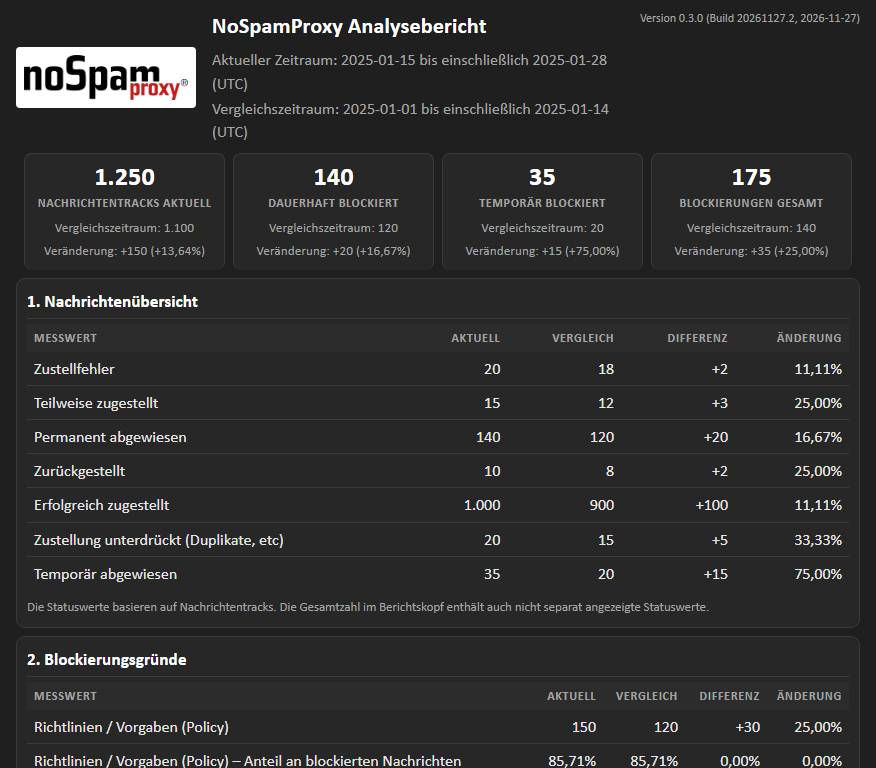 NoSpamProxy Analysebericht
Version 0.3.0 (Build 20261127.2, 2026-11-27)
noSpam
proxy®
Aktueller Zeitraum: 2025-01-15 bis einschließlich 2025-01-28
(UTC)
Vergleichszeitraum: 2025-01-01 bis einschließlich 2025-01-14
(UTC)
1.250
NACHRICHTENTRACKS AKTUELL
Vergleichszeitraum: 1.100
Veränderung: +150 (+13,64%)
140
DAUERHAFT BLOCKIERT
Vergleichszeitraum: 120
Veränderung: +20 (+16,67%)
35
TEMPORÄR BLOCKIERT
Vergleichszeitraum: 20
Veränderung: +15 (+75,00%)
175
BLOCKIERUNGEN GESAMT
Vergleichszeitraum: 140
Veränderung: +35 (+25,00%)
1. Nachrichtenübersicht
MESSWERT AKTUELL VERGLEICH DIFFERENZ ÄNDERUNG
Zustellfehler 20 18 +2 11,11%
Teilweise zugestellt 15 12 +3 25,00%
Permanent abgewiesen 140 120 +20 16,67%
Zurückgestellt 10 8 +2 25,00%
Erfolgreich zugestellt 1.000 900 +100 11,11%
Zustellung unterdrückt (Duplikate, etc) 20 15 +5 33,33%
Temporär abgewiesen 35 20 +15 75,00%
Die Statuswerte basieren auf Nachrichtentracks. Die Gesamtzahl im Berichtskopf enthält auch nicht separat angezeigte Statuswerte.
2. Blockierungsgründe
MESSWERT AKTUELL VERGLEICH DIFFERENZ ÄNDERUNG
Richtlinien / Vorgaben (Policy) 150 120 +30 25,00%
Richtlinien / Vorgaben (Policy) – Anteil an blockierten Nachrichten 85,71% 85,71% 0,00% 0,00%